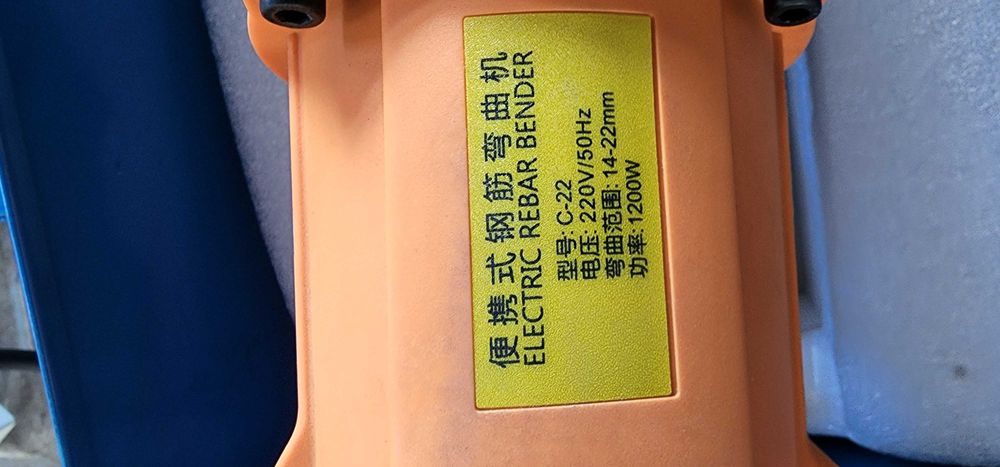 便携式钢筋弯曲机
ELECTRIC REBAR BENDER
型号: C-22
电压: 220V/50Hz
弯曲范围: 14-22mm
功率: 1200W